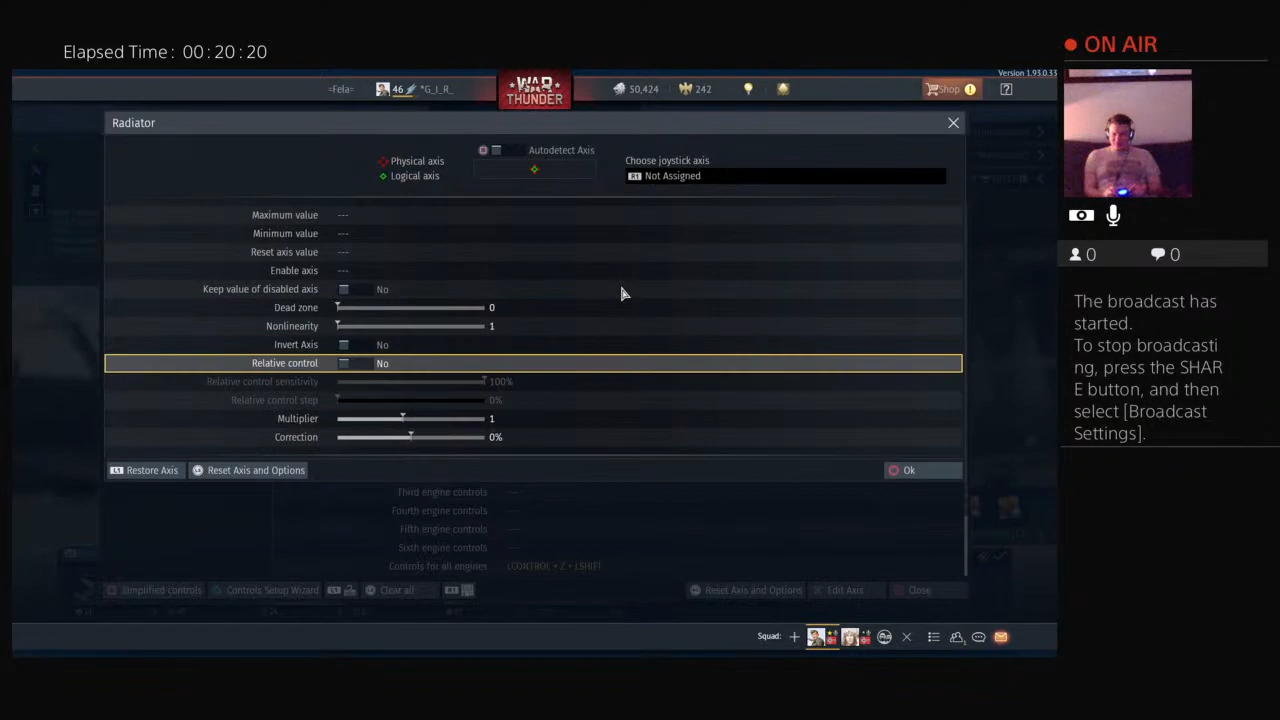 Elapsed Time: 00:20:20
ON AIR
Version 1.93.0.33
=Fela= 46 *G_I_R_
WAR
THUNDER
50,424 242
Shop
Radiator
Physical axis
Logical axis
Autodetect Axis
Choose joystick axis
R1 Not Assigned
Maximum value ---
Minimum value ---
Reset axis value ---
Enable axis ---
Keep value of disabled axis No
Dead zone 0
Nonlinearity 1
Invert Axis No
Relative control No
Relative control sensitivity 100%
Relative control step 0%
Multiplier 1
Correction 0%
L1 Restore Axis Reset Axis and Options Ok
Third engine controls ---
Fourth engine controls ---
Fifth engine controls ---
Sixth engine controls ---
Controls for all engines LCONTROL + Z + LSHIFT
Simplified controls Controls Setup Wizard Clear all Reset Axis and Options Edit Axis Close
Squad:
0 0
The broadcast has
started.
To stop broadcasti
ng, press the SHAR
E button, and then
select [Broadcast
Settings].